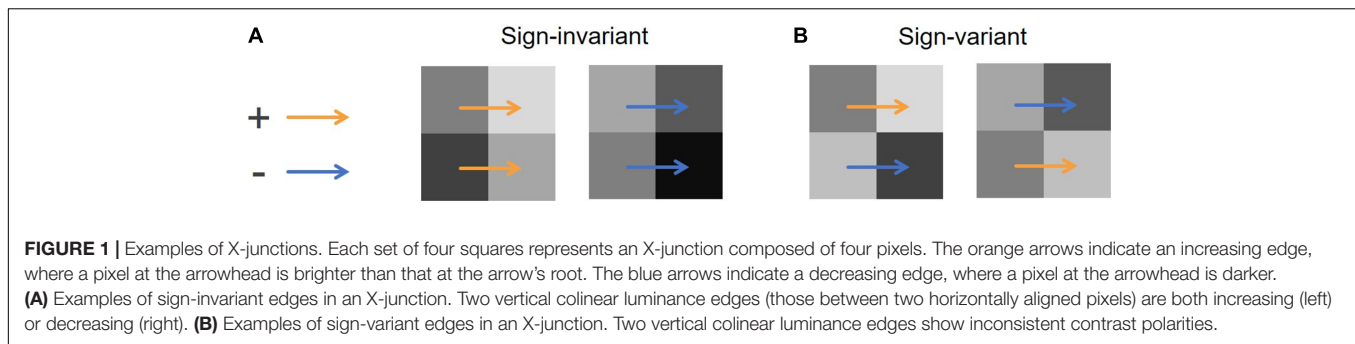 A Sign-invariant B Sign-variant
+
-
FIGURE 1 | Examples of X-junctions. Each set of four squares represents an X-junction composed of four pixels. The orange arrows indicate an increasing edge,
where a pixel at the arrowhead is brighter than that at the arrow's root. The blue arrows indicate a decreasing edge, where a pixel at the arrowhead is darker.
(A) Examples of sign-invariant edges in an X-junction. Two vertical colinear luminance edges (those between two horizontally aligned pixels) are both increasing (left)
or decreasing (right). (B) Examples of sign-variant edges in an X-junction. Two vertical colinear luminance edges show inconsistent contrast polarities.